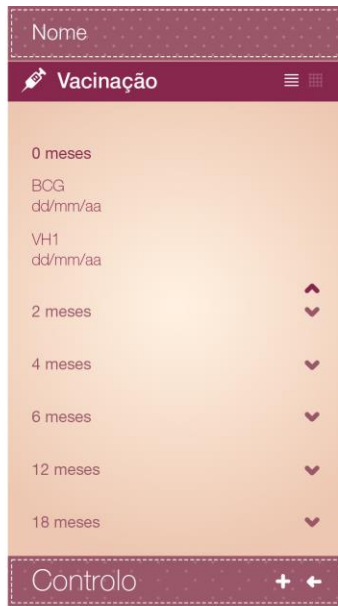 Nome
Vacinação
0 meses
BCG
dd/mm/aa
VH1
dd/mm/aa
2 meses
4 meses
6 meses
12 meses
18 meses
Controlo